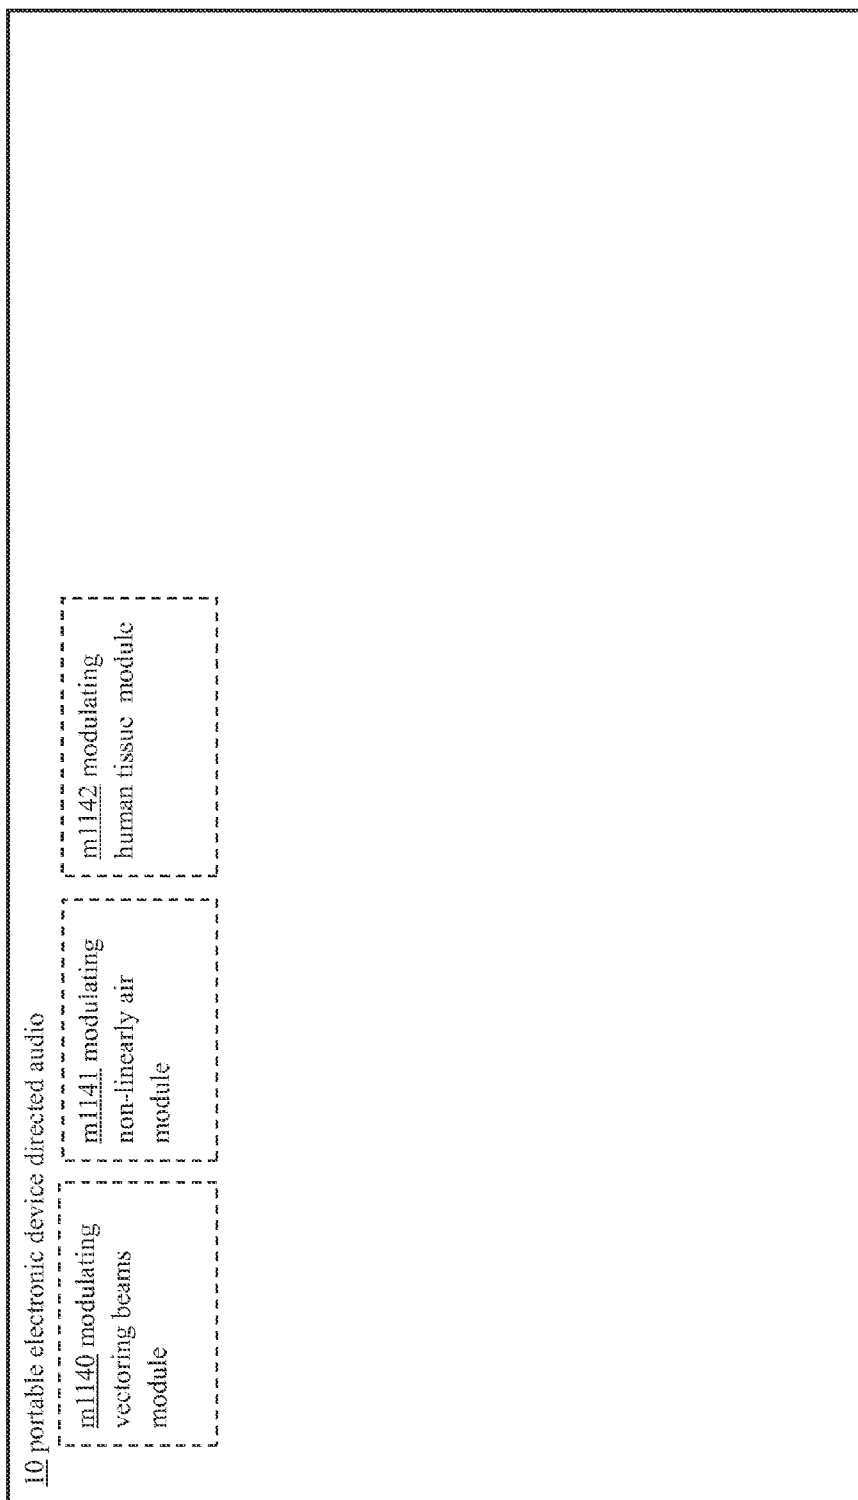 10 portable electronic device directed audio
m1140 modulating
vectoring beams
module
m1141 modulating
non-linearly air
module
m1142 modulating
human tissue module